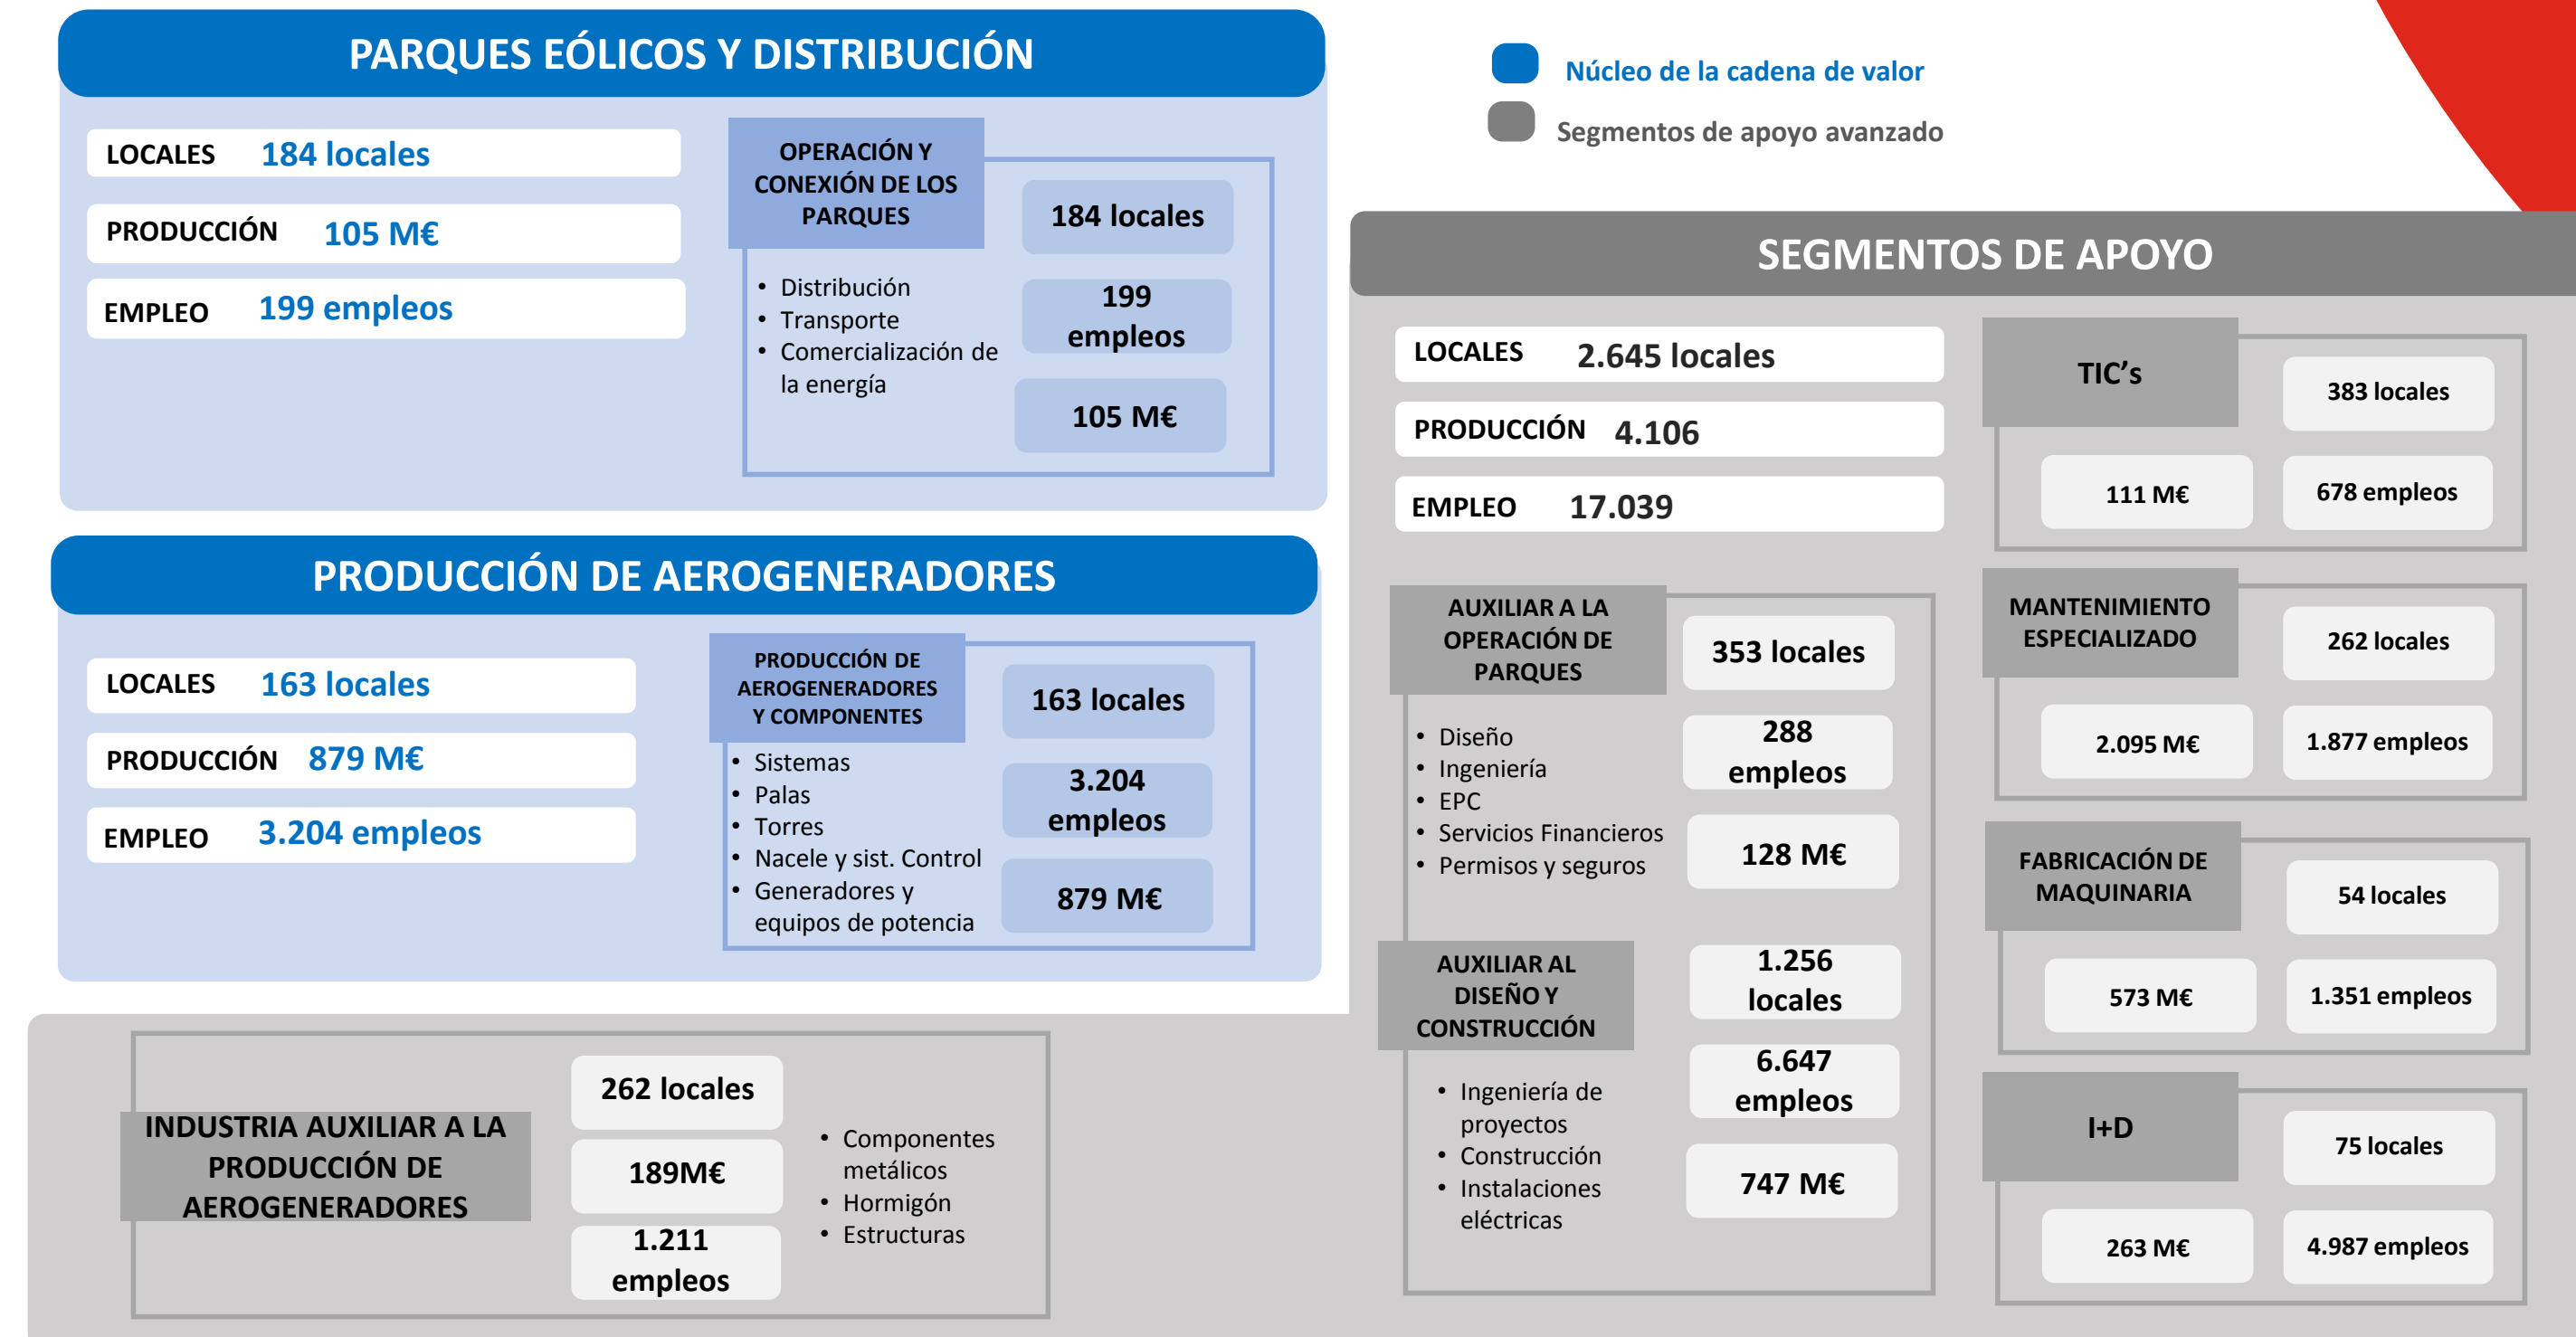 PARQUES EÓLICOS Y DISTRIBUCIÓN
LOCALES 184 locales
PRODUCCIÓN 105 M€
EMPLEO 199 empleos
OPERACIÓN Y
CONEXIÓN DE LOS
PARQUES
• Distribución
• Transporte
• Comercialización de
la energía
184 locales
199
empleos
105 M€
PRODUCCIÓN DE AEROGENERADORES
LOCALES 163 locales
PRODUCCIÓN 879 M€
EMPLEO 3.204 empleos
PRODUCCIÓN DE
AEROGENERADORES
Y COMPONENTES
• Sistemas
• Palas
• Torres
• Nacele y sist. Control
• Generadores y
equipos de potencia
163 locales
3.204
empleos
879 M€
INDUSTRIA AUXILIAR A LA
PRODUCCIÓN DE
AEROGENERADORES
262 locales
189M€
1.211
empleos
• Componentes
metálicos
• Hormigón
• Estructuras
Núcleo de la cadena de valor
Segmentos de apoyo avanzado
SEGMENTOS DE APOYO
LOCALES 2.645 locales
PRODUCCIÓN 4.106
EMPLEO 17.039
AUXILIAR A LA
OPERACIÓN DE
PARQUES
• Diseño
• Ingeniería
• EPC
• Servicios Financieros
• Permisos y seguros
353 locales
288
empleos
128 M€
AUXILIAR AL
DISEÑO Y
CONSTRUCCIÓN
• Ingeniería de
proyectos
• Construcción
• Instalaciones
eléctricas
1.256
locales
6.647
empleos
747 M€
TIC’s
383 locales
111 M€
678 empleos
MANTENIMIENTO
ESPECIALIZADO
262 locales
2.095 M€
1.877 empleos
FABRICACIÓN DE
MAQUINARIA
54 locales
573 M€
1.351 empleos
I+D
75 locales
263 M€
4.987 empleos